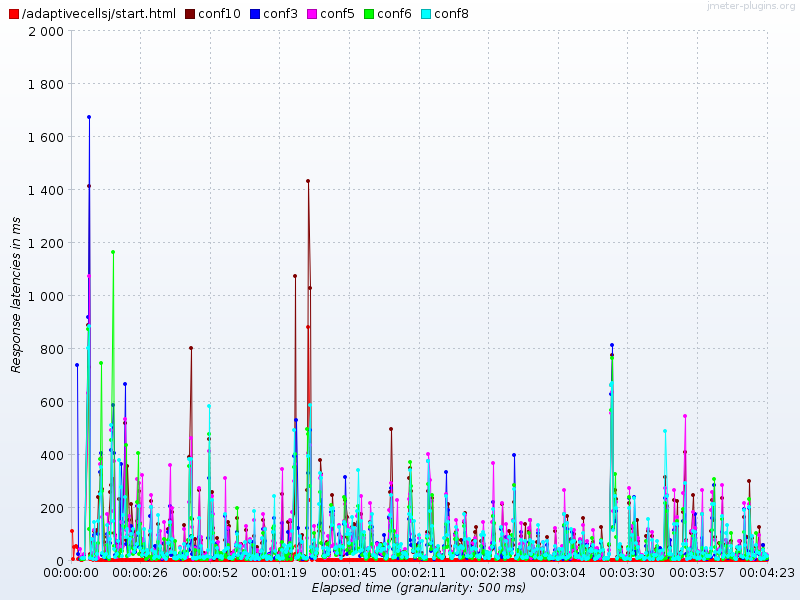 /adaptivecellsj/start.html conf10 conf3 conf5 conf6 conf8
jmeter-plugins.org
2 000
1 800
1 600
1 400
1 200
1 000
800
600
400
200
0
Response latencies in ms
00:00:00 00:00:26 00:00:52 00:01:19 00:01:45 00:02:11 00:02:38 00:03:04 00:03:30 00:03:57 00:04:23
Elapsed time (granularity: 500 ms)